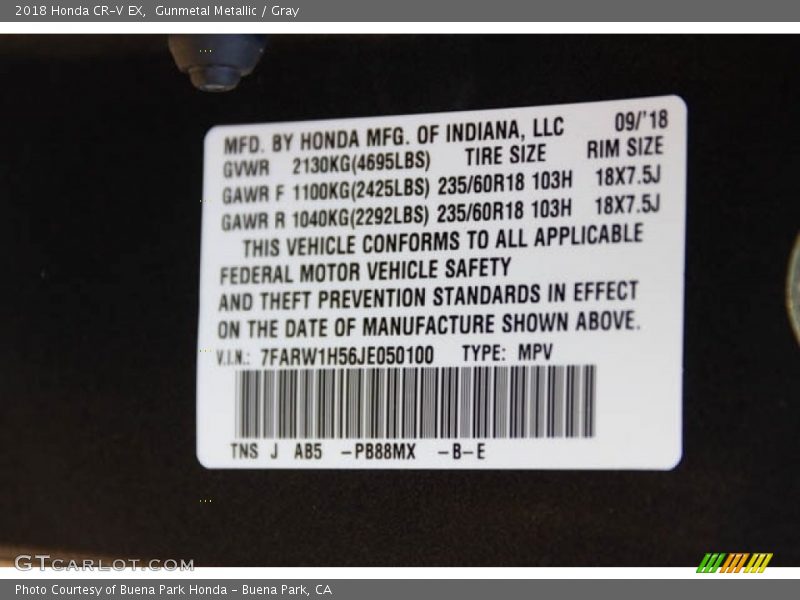 2018 Honda CR-V EX, Gunmetal Metallic / Gray
MFD. BY HONDA MFG. OF INDIANA, LLC 09/'18
GVWR 2130KG(4695LBS) TIRE SIZE RIM SIZE
GAWR F 1100KG(2425LBS) 235/60R18 103H 18X7.5J
GAWR R 1040KG(2292LBS) 235/60R18 103H 18X7.5J
THIS VEHICLE CONFORMS TO ALL APPLICABLE
FEDERAL MOTOR VEHICLE SAFETY
AND THEFT PREVENTION STANDARDS IN EFFECT
ON THE DATE OF MANUFACTURE SHOWN ABOVE.
V.I.N.: 7FARW1H56JE050100 TYPE: MPV
TNS J AB5 -PB88MX -B-E
GTCARLOT.COM
Photo Courtesy of Buena Park Honda - Buena Park, CA